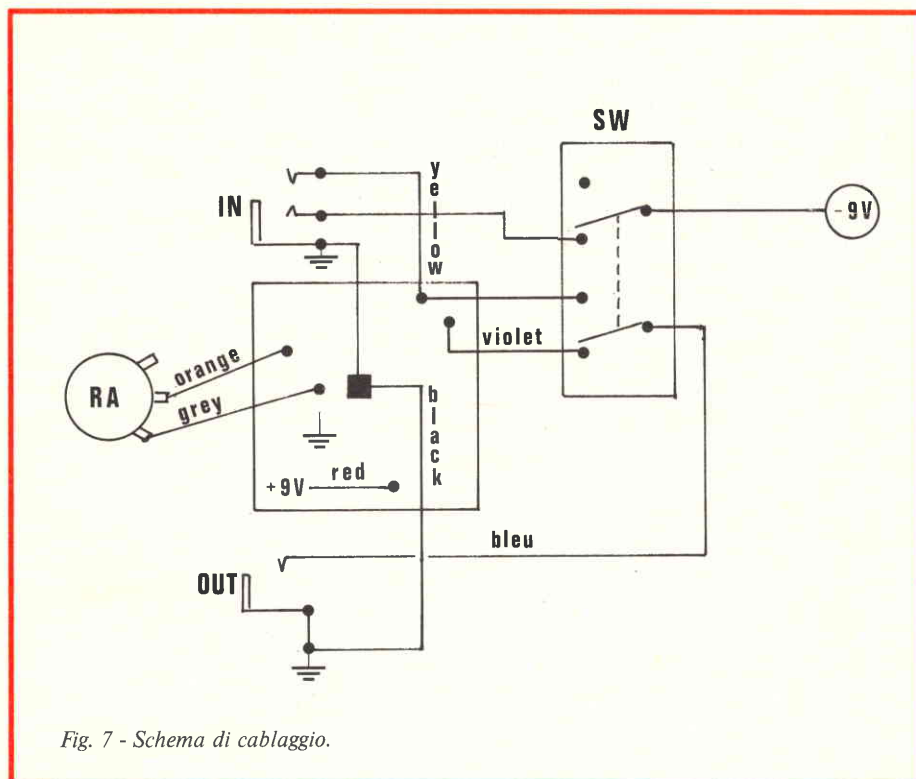 SW
yellow
IN
-9V
violet
orange
RA
grey
black
+9V red
bleu
OUT
Fig. 7 - Schema di cablaggio.